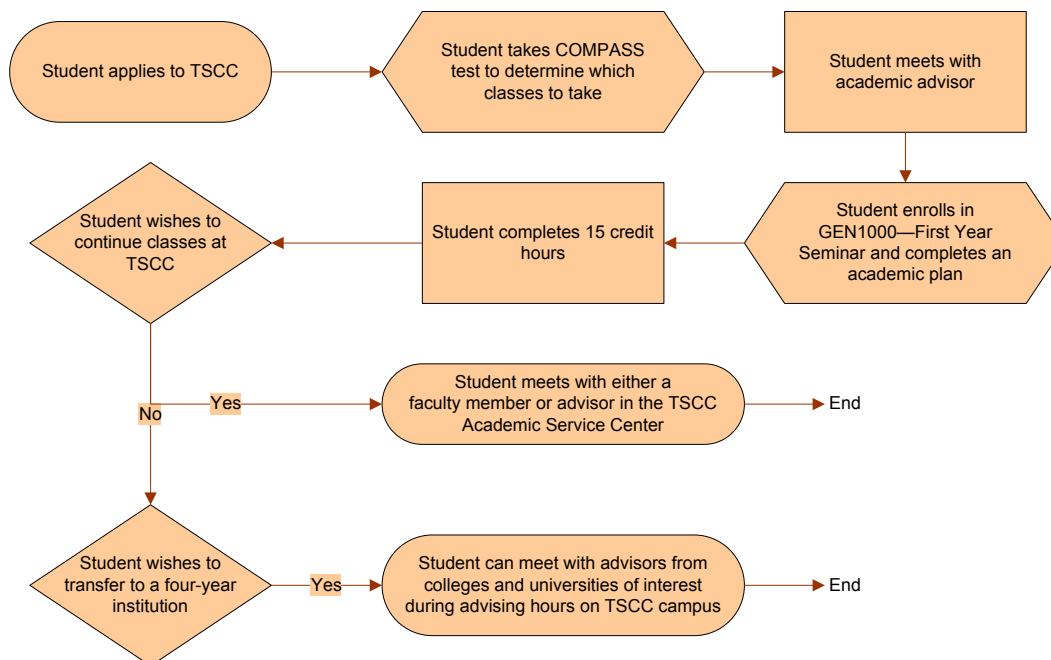 Student applies to TSCC
Student takes COMPASS
test to determine which
classes to take
Student meets with
academic advisor
Student enrolls in
GEN1000—First Year
Seminar and completes an
academic plan
Student completes 15 credit
hours
Student wishes to
continue classes at
TSCC
No
Yes
Student meets with either a
faculty member or advisor in the TSCC
Academic Service Center
End
Student wishes to
transfer to a four-year
institution
Yes
Student can meet with advisors from
colleges and universities of interest
during advising hours on TSCC campus
End